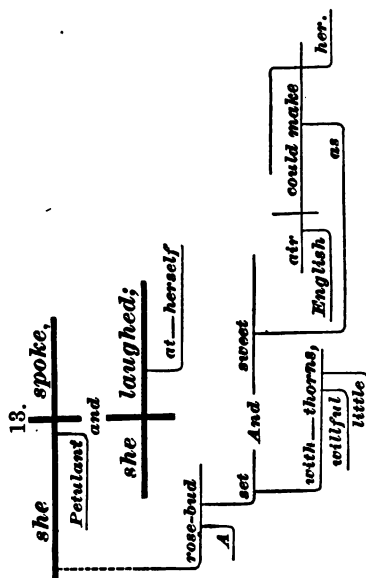 13.
she spoke,
Petulant
and
she laughed;
at—herself
rose-bud
A
set And sweet
with—thorns,
willful
little
as
air could make
English
her.